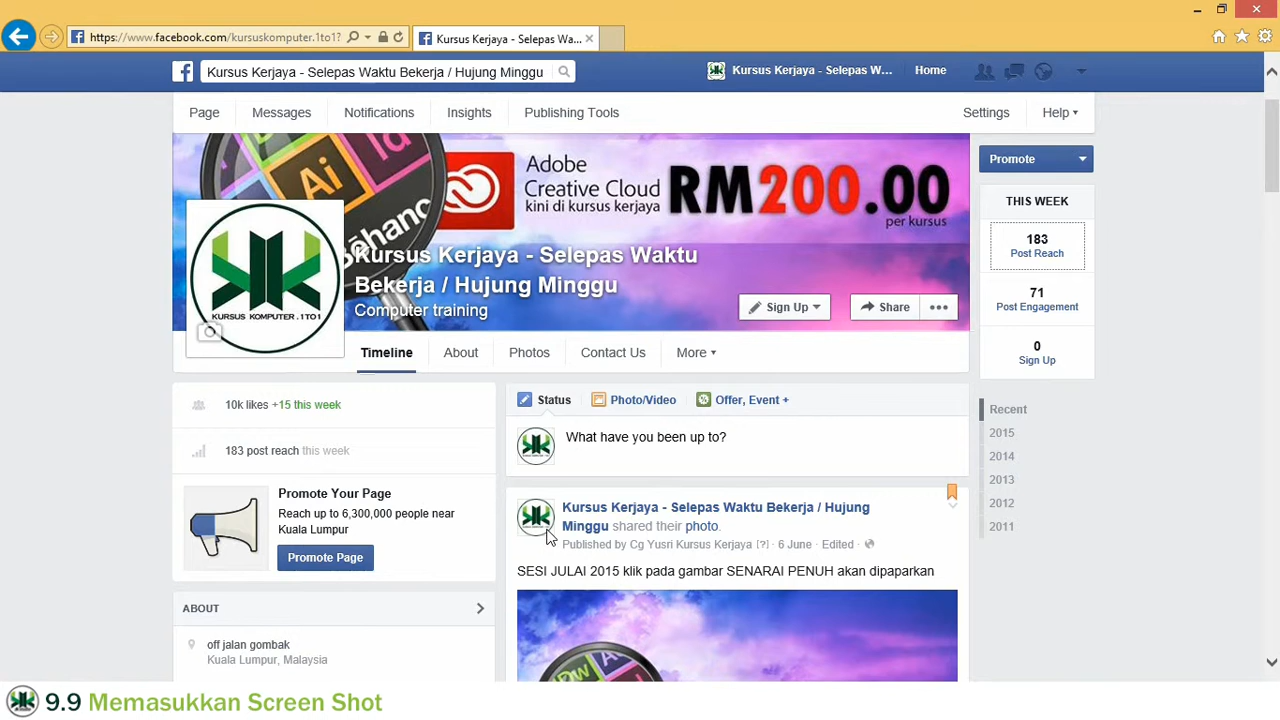 https://www.facebook.com/kursuskomputer.1to1?
Kursus Kerjaya - Selepas Wa...
Kursus Kerjaya - Selepas Waktu Bekerja / Hujung Minggu
Kursus Kerjaya - Selepas W...
Home
Page
Messages
Notifications
Insights
Publishing Tools
Settings
Help
Ai
Id
Bēhanc
Adobe
Creative Cloud
kini di kursus kerjaya
RM200.00
per kursus
KURSUS KOMPUTER .1TO1
Kursus Kerjaya - Selepas Waktu
Bekerja / Hujung Minggu
Computer training
Sign Up
Share
Timeline
About
Photos
Contact Us
More
Promote
THIS WEEK
183
Post Reach
71
Post Engagement
0
Sign Up
Recent
2015
2014
2013
2012
2011
10k likes +15 this week
183 post reach this week
Promote Your Page
Reach up to 6,300,000 people near
Kuala Lumpur
Promote Page
ABOUT
off jalan gombak
Kuala Lumpur, Malaysia
Status
Photo/Video
Offer, Event +
What have you been up to?
Kursus Kerjaya - Selepas Waktu Bekerja / Hujung
Minggu shared their photo.
Published by Cg Yusri Kursus Kerjaya [?] · 6 June · Edited ·
SESI JULAI 2015 klik pada gambar SENARAI PENUH akan dipaparkan
9.9 Memasukkan Screen Shot